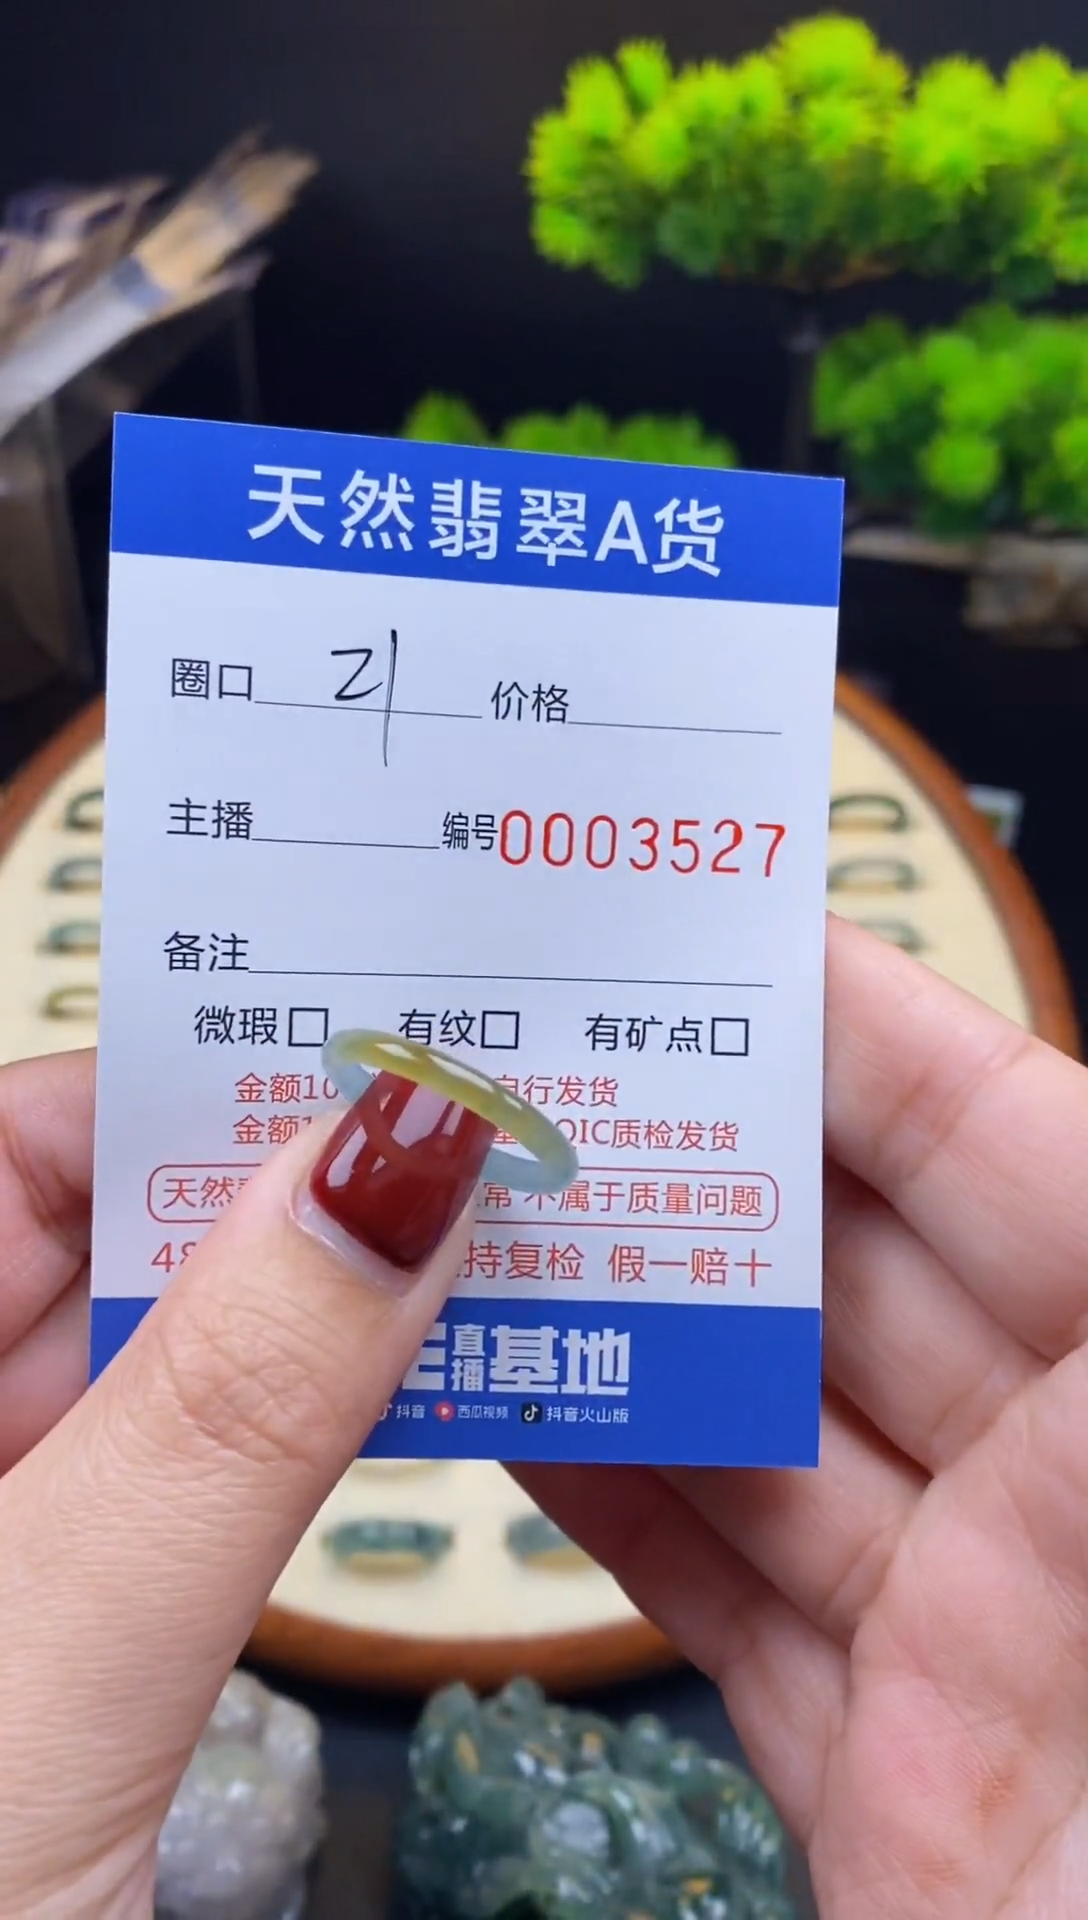 天然翡翠A货
圈口 21 价格
主播 编号0003527
备注
微瑕□ 有纹□ 有矿点□
金额10 自行发货
金额1 QIC质检发货
天然 常 不属于质量问题
48 持复检 假一赔十
直播基地
抖音 西瓜视频 抖音火山版